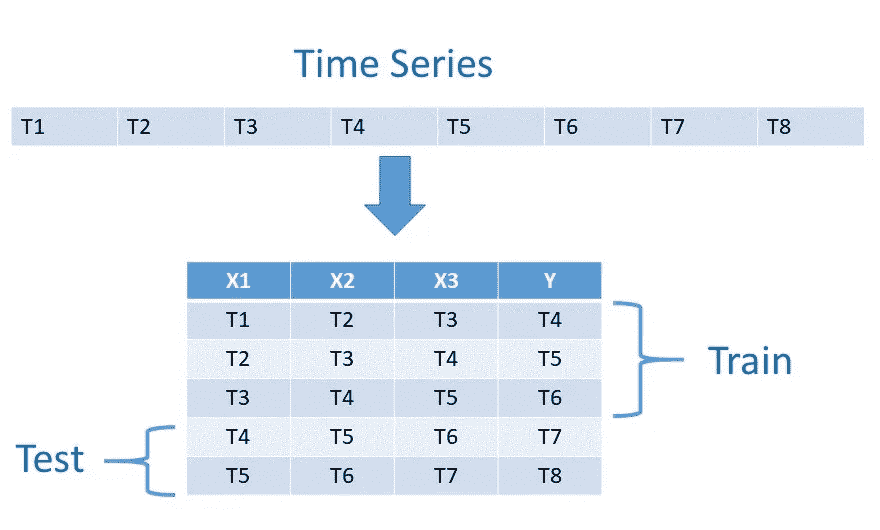 Time Series
T1 T2 T3 T4 T5 T6 T7 T8
X1 X2 X3 Y
T1 T2 T3 T4
T2 T3 T4 T5
T3 T4 T5 T6
T4 T5 T6 T7
T5 T6 T7 T8
Train
Test